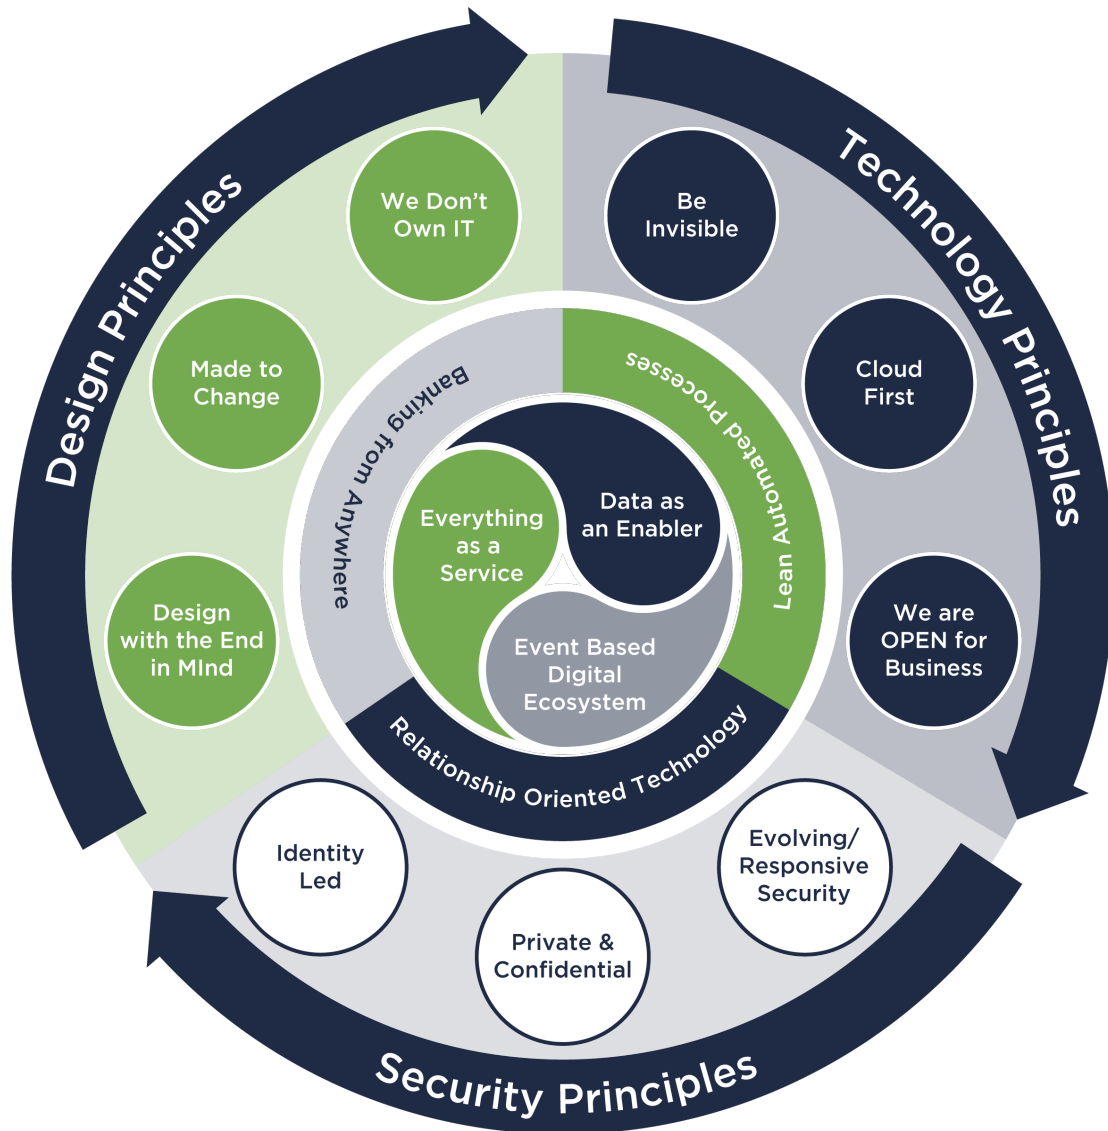 Design Principles
Technology Principles
Security Principles
We Don’t
Own IT
Made to
Change
Design
with the End
in MInd
Be
Invisible
Cloud
First
We are
OPEN for
Business
Evolving/
Responsive
Security
Private &
Confidential
Identity
Led
Banking from Anywhere
Lean Automated Processes
Relationship Oriented Technology
Everything
as a
Service
Data as
an Enabler
Event Based
Digital
Ecosystem